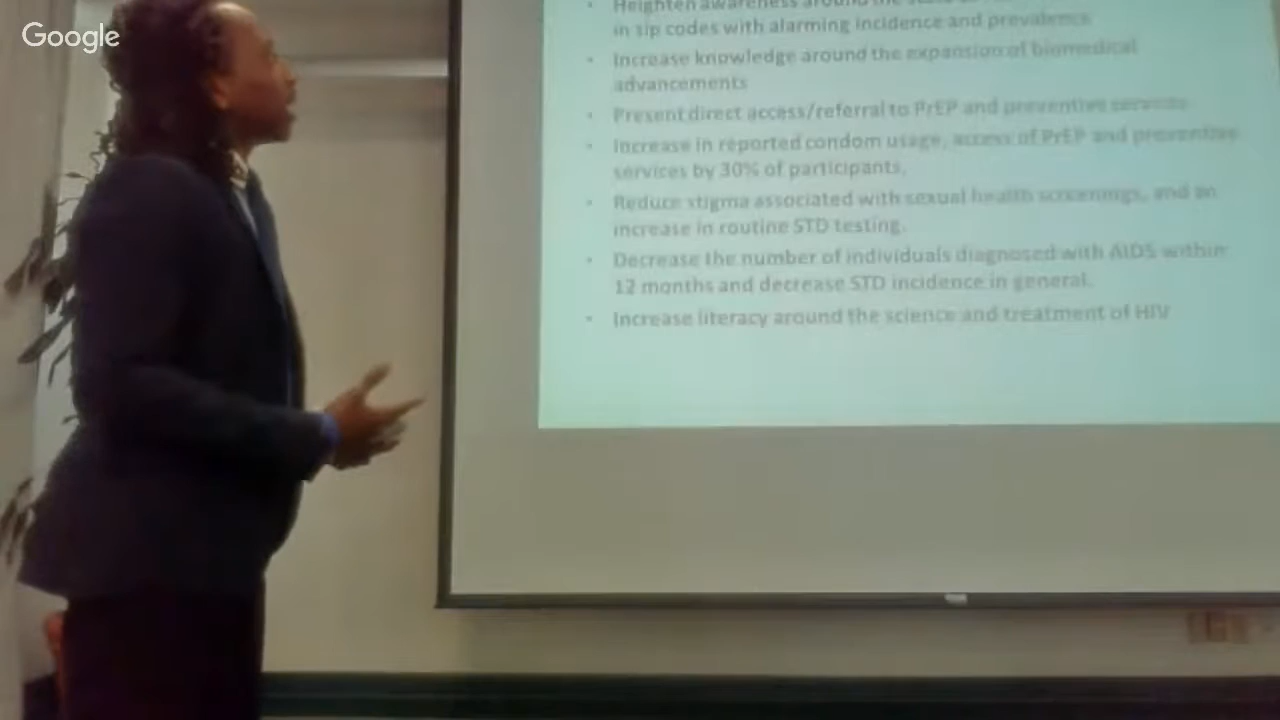 Google
Heighten awareness around the
in zip codes with alarming incidence and prevalence
Increase knowledge around the expansion of biomedical
advancements
Present direct access/referral to PrEP and preventive services
Increase in reported condom usage, access of PrEP and preventive
services by 30% of participants.
Reduce stigma associated with sexual health screenings, and an
increase in routine STD testing.
Decrease the number of individuals diagnosed with AIDS within
12 months and decrease STD incidence in general.
Increase literacy around the science and treatment of HIV